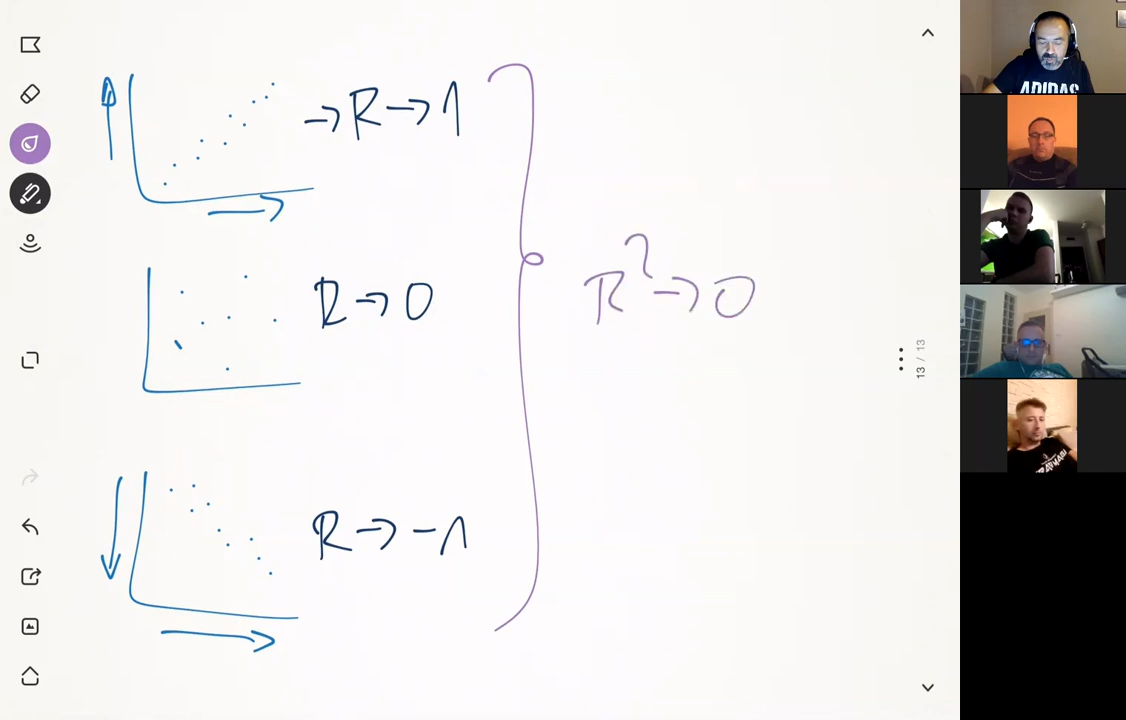 →R→1
R→0
R→-1
R²→0
13 / 13
ADIDAS